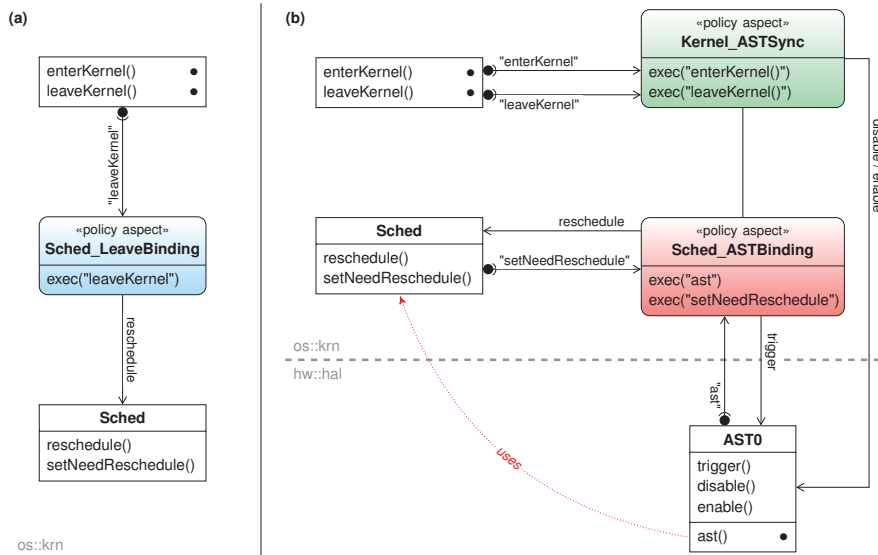 (a)
enterKernel()
leaveKernel()
"leaveKernel"
«policy aspect»
Sched_LeaveBinding
exec("leaveKernel")
reschedule
Sched
reschedule()
setNeedReschedule()
os::krn
(b)
enterKernel()
leaveKernel()
"enterKernel"
"leaveKernel"
«policy aspect»
Kernel_ASTSync
exec("enterKernel()")
exec("leaveKernel()")
disable / enable
Sched
reschedule()
setNeedReschedule()
reschedule
"setNeedReschedule"
«policy aspect»
Sched_ASTBinding
exec("ast")
exec("setNeedReschedule")
os::krn
hw::hal
"ast"
trigger
uses
AST0
trigger()
disable()
enable()
ast()